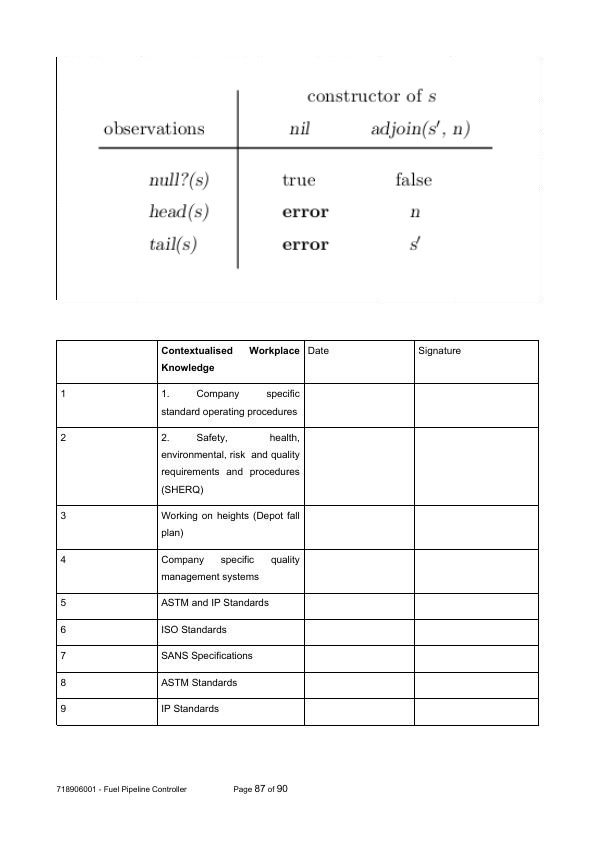 constructor of s
observations nil adjoin(s′, n)
null?(s) true false
head(s) error n
tail(s) error s′
Contextualised Workplace Date Signature
Knowledge
1 1. Company specific
standard operating procedures
2 2. Safety, health,
environmental, risk and quality
requirements and procedures
(SHERQ)
3 Working on heights (Depot fall
plan)
4 Company specific quality
management systems
5 ASTM and IP Standards
6 ISO Standards
7 SANS Specifications
8 ASTM Standards
9 IP Standards
718906001 - Fuel Pipeline Controller Page 87 of 90